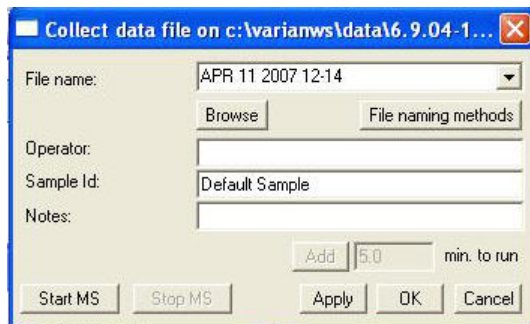 Collect data file on c:\varianws\data\6.9.04-1...
File name: APR 11 2007 12-14
Browse File naming methods
Operator:
Sample Id: Default Sample
Notes:
Add 5.0 min. to run
Start MS Stop MS Apply OK Cancel